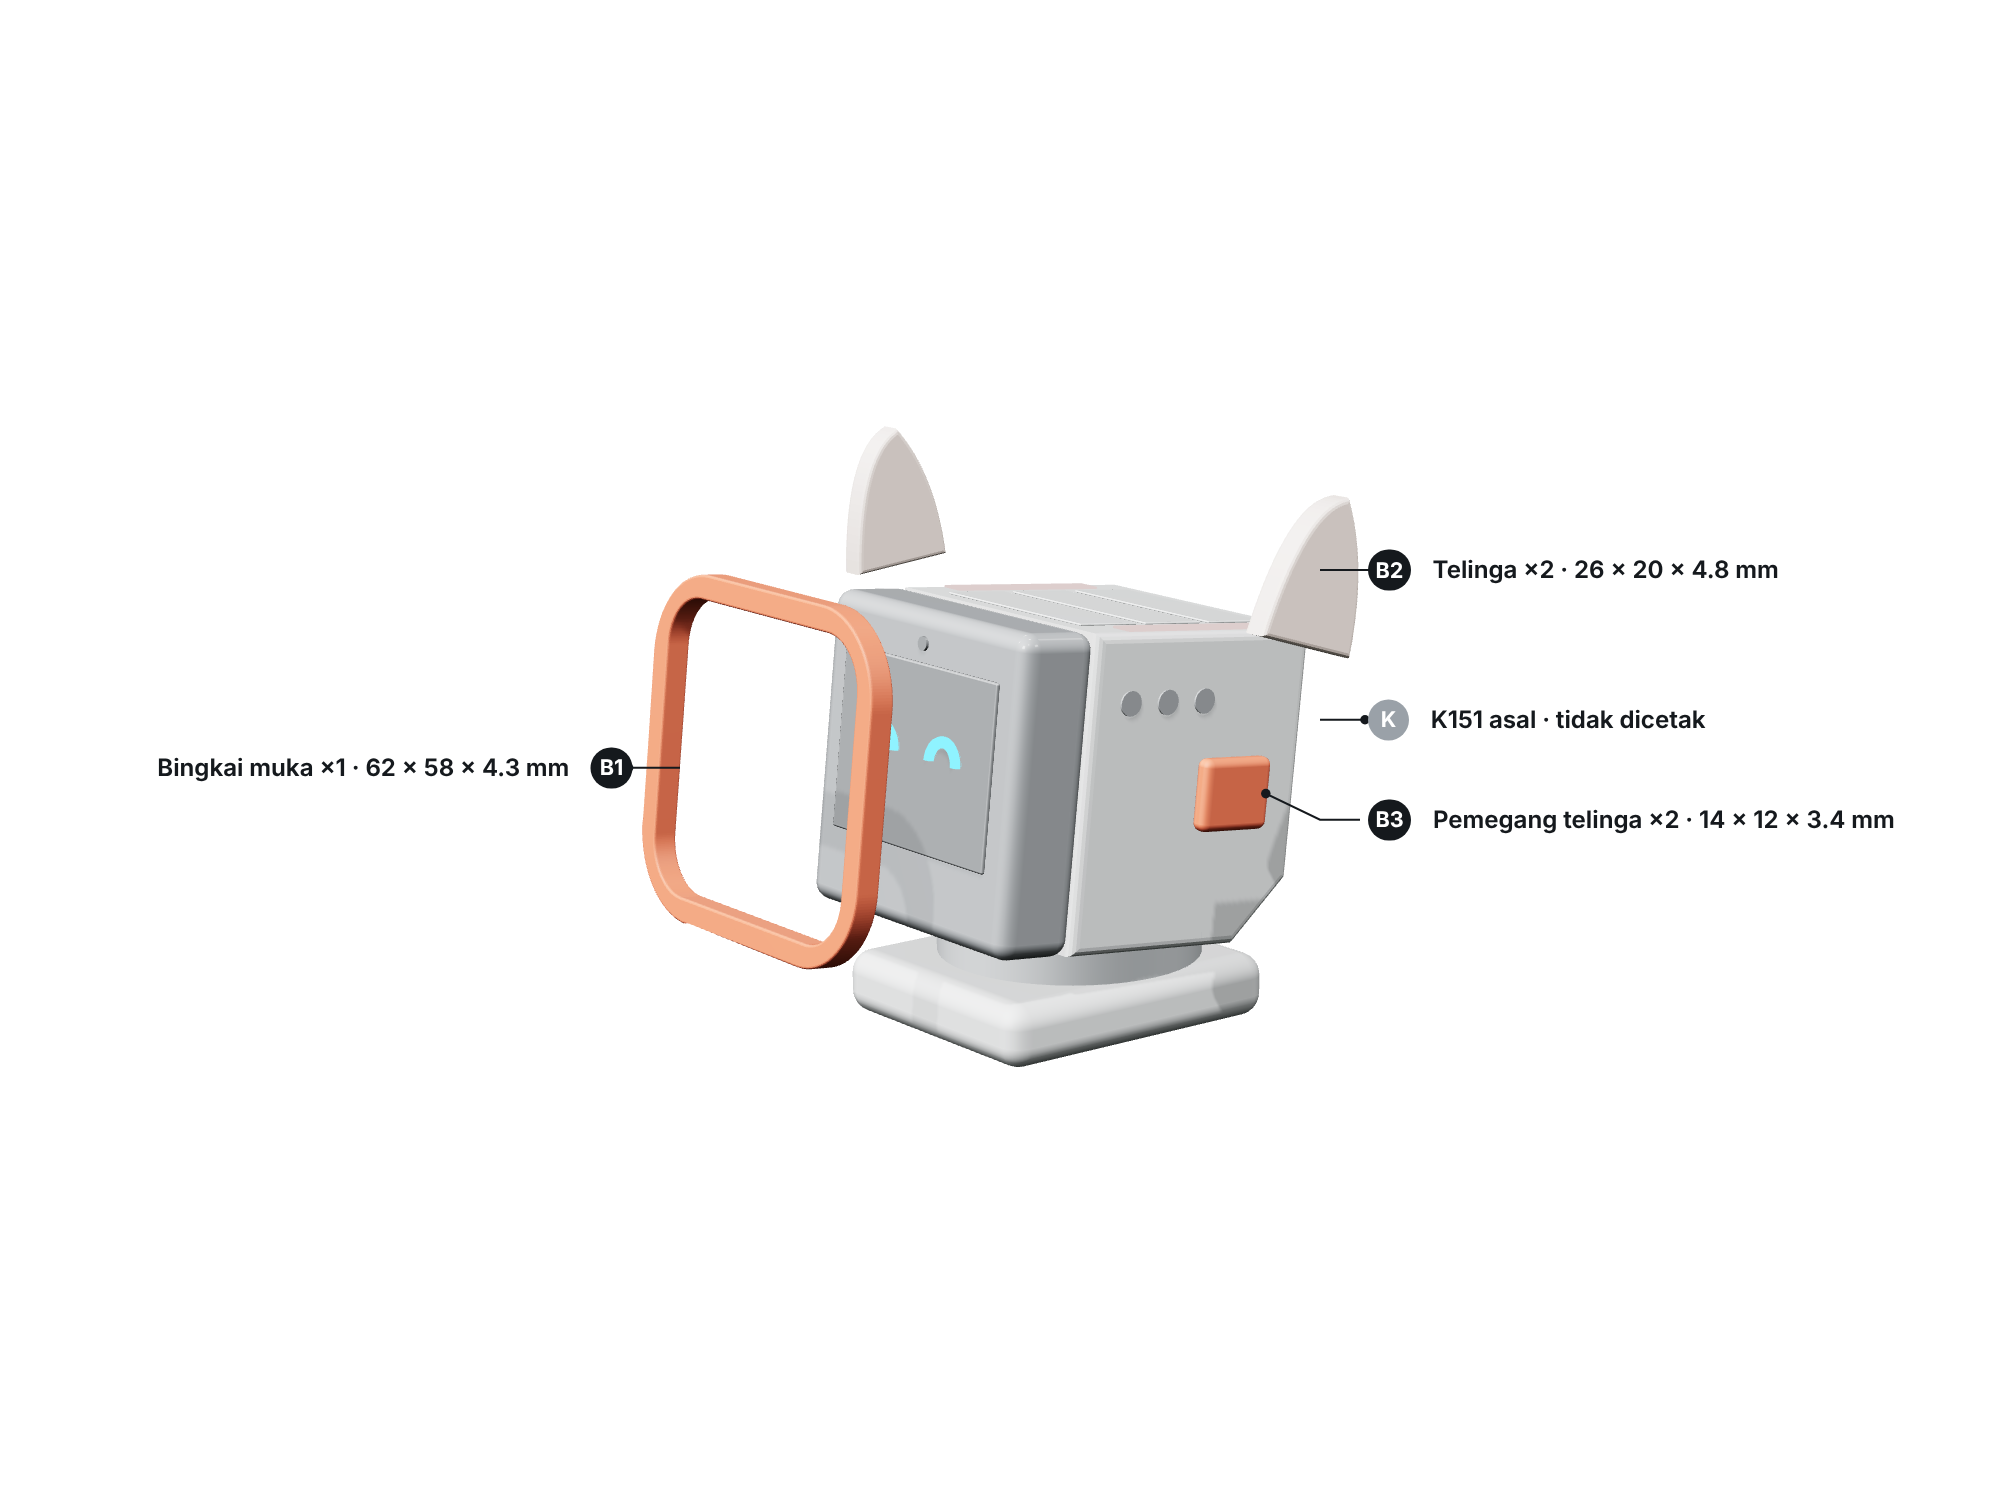 B2 Telinga ×2 · 26 × 20 × 4.8 mm
K K151 asal · tidak dicetak
Bingkai muka ×1 · 62 × 58 × 4.3 mm B1
B3 Pemegang telinga ×2 · 14 × 12 × 3.4 mm